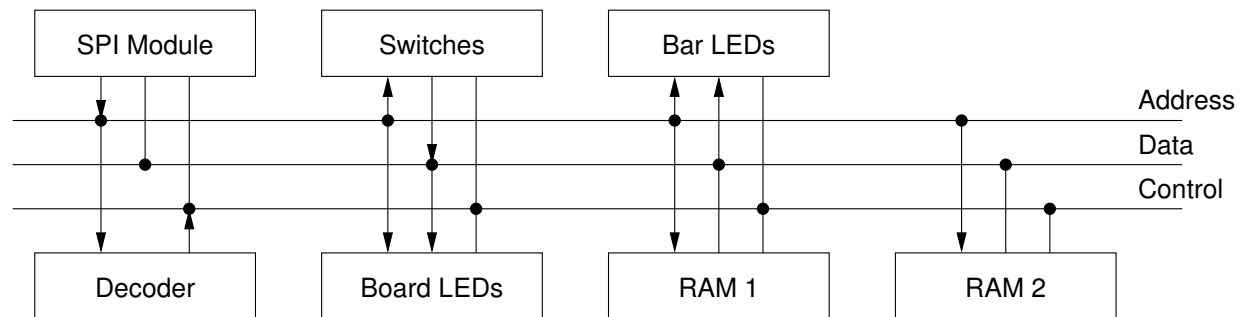 SPI Module
Switches
Bar LEDs
Address
Data
Control
Decoder
Board LEDs
RAM 1
RAM 2